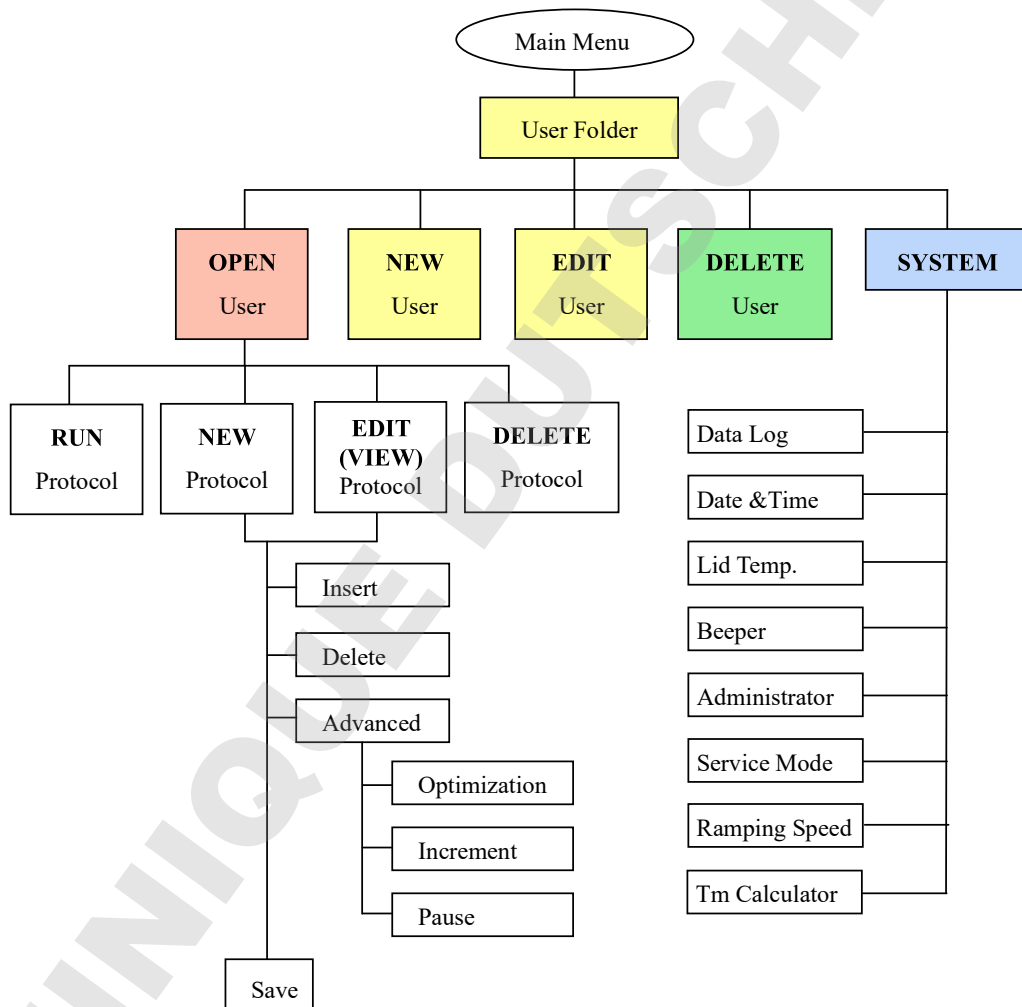 Main Menu
User Folder
OPEN
User
NEW
User
EDIT
User
DELETE
User
SYSTEM
RUN
Protocol
NEW
Protocol
EDIT
(VIEW)
Protocol
DELETE
Protocol
Insert
Delete
Advanced
Optimization
Increment
Pause
Save
Data Log
Date &Time
Lid Temp.
Beeper
Administrator
Service Mode
Ramping Speed
Tm Calculator